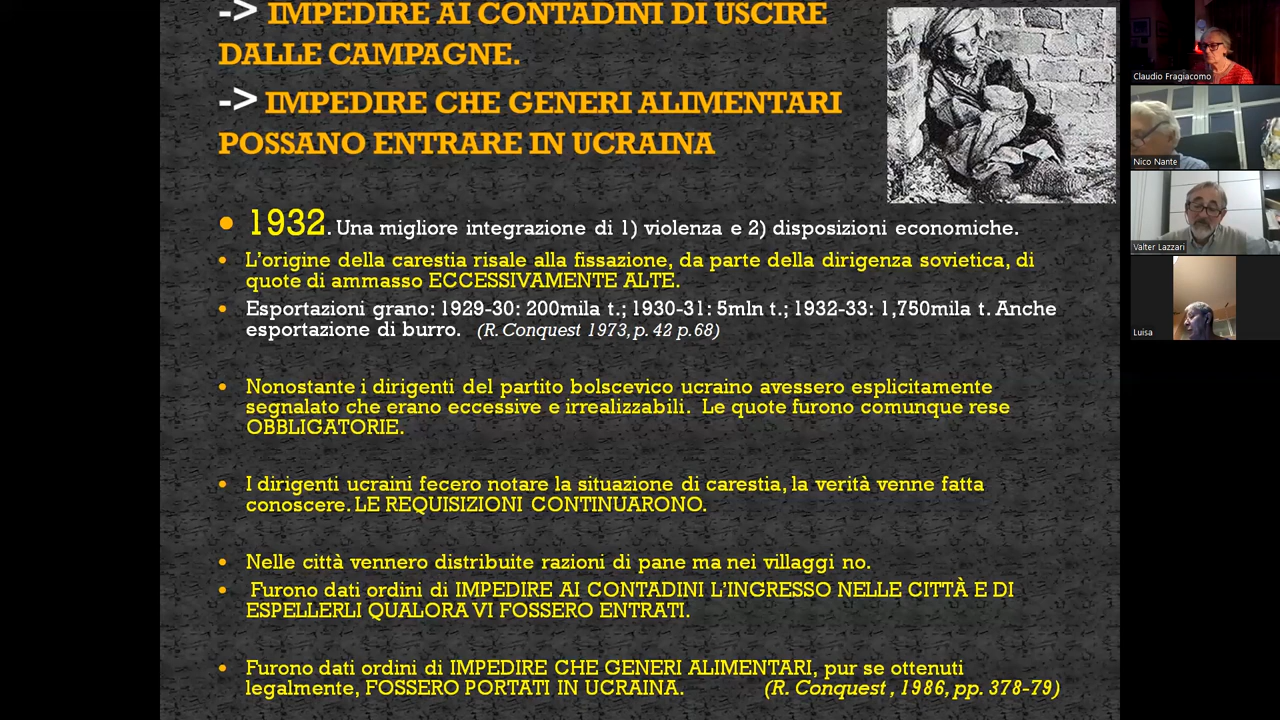 -> IMPEDIRE AI CONTADINI DI USCIRE
DALLE CAMPAGNE.
-> IMPEDIRE CHE GENERI ALIMENTARI
POSSANO ENTRARE IN UCRAINA
• 1932. Una migliore integrazione di 1) violenza e 2) disposizioni economiche.
• L'origine della carestia risale alla fissazione, da parte della dirigenza sovietica, di
quote di ammasso ECCESSIVAMENTE ALTE.
• Esportazioni grano: 1929-30: 200mila t.; 1930-31: 5mln t.; 1932-33: 1,750mila t. Anche
esportazione di burro. (R. Conquest 1973, p. 42 p.68)
• Nonostante i dirigenti del partito bolscevico ucraino avessero esplicitamente
segnalato che erano eccessive e irrealizzabili. Le quote furono comunque rese
OBBLIGATORIE.
• I dirigenti ucraini fecero notare la situazione di carestia, la verità venne fatta
conoscere. LE REQUISIZIONI CONTINUARONO.
• Nelle città vennero distribuite razioni di pane ma nei villaggi no.
• Furono dati ordini di IMPEDIRE AI CONTADINI L'INGRESSO NELLE CITTÀ E DI
ESPELLERLI QUALORA VI FOSSERO ENTRATI.
• Furono dati ordini di IMPEDIRE CHE GENERI ALIMENTARI, pur se ottenuti
legalmente, FOSSERO PORTATI IN UCRAINA. (R. Conquest , 1986, pp. 378-79)
Claudio Fragiacomo
Nico Nante
Valter Lazzari
Luisa